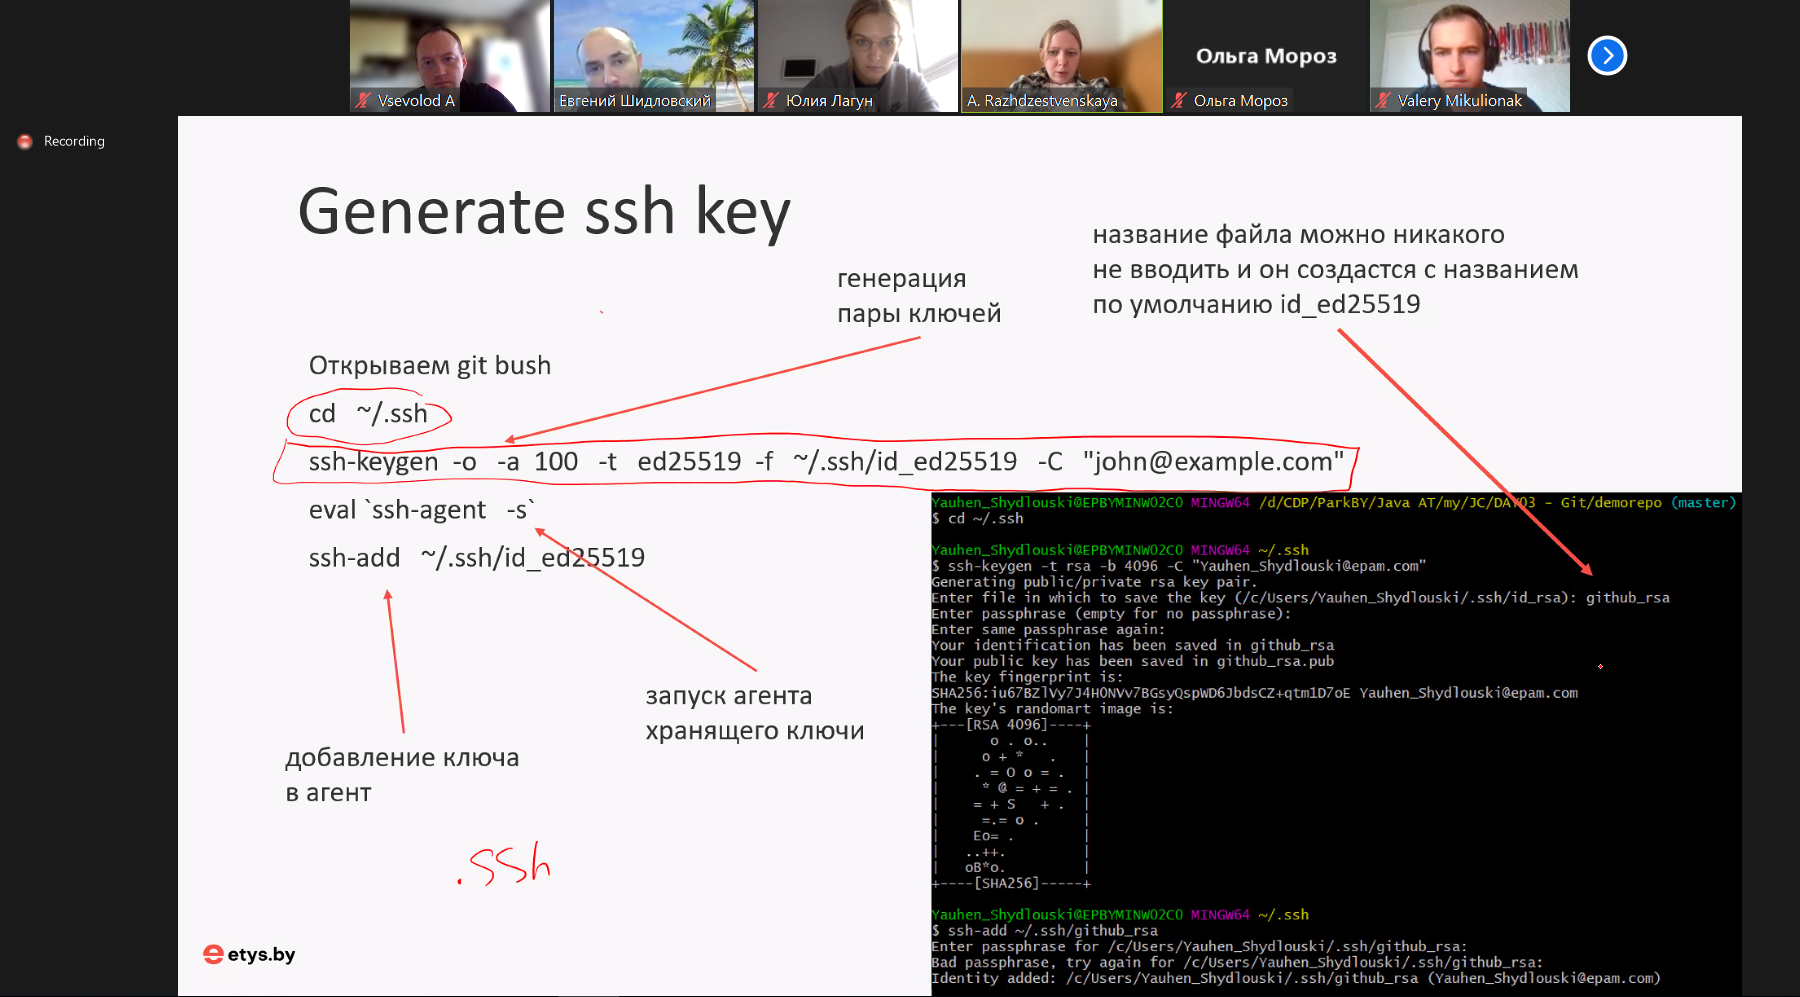 Vsevolod A
Евгений Шидловский
Юлия Лагун
A. Razhdzestvenskaya
Ольга Мороз
Ольга Мороз
Valery Mikulionak
Recording
Generate ssh key
название файла можно никакого
не вводить и он создастся с названием
по умолчанию id_ed25519
генерация
пары ключей
Открываем git bush
cd ~/.ssh
ssh-keygen -o -a 100 -t ed25519 -f ~/.ssh/id_ed25519 -C "john@example.com"
eval `ssh-agent -s`
ssh-add ~/.ssh/id_ed25519
запуск агента
хранящего ключи
добавление ключа
в агент
.ssh
etys.by
Yauhen_Shydlouski@EPBYMINW02C0 MINGW64 /d/CDP/ParkBY/Java AT/my/JC/DAY03 - Git/demorepo (master)
$ cd ~/.ssh
Yauhen_Shydlouski@EPBYMINW02C0 MINGW64 ~/.ssh
$ ssh-keygen -t rsa -b 4096 -C "Yauhen_Shydlouski@epam.com"
Generating public/private rsa key pair.
Enter file in which to save the key (/c/Users/Yauhen_Shydlouski/.ssh/id_rsa): github_rsa
Enter passphrase (empty for no passphrase):
Enter same passphrase again:
Your identification has been saved in github_rsa
Your public key has been saved in github_rsa.pub
The key fingerprint is:
SHA256:iu67BZlVy7J4H0NVv7BGsyQspWD6JbdsCZ+qtm1D7oE Yauhen_Shydlouski@epam.com
The key's randomart image is:
+---[RSA 4096]----+
|      o . o..    |
|     o + *   .   |
|    . = O o = .  |
|     * @ = + = . |
|    = + S   + .  |
|     =.= o .     |
|    Eo= .        |
|   ..++.         |
|   oB*o.         |
+----[SHA256]-----+
Yauhen_Shydlouski@EPBYMINW02C0 MINGW64 ~/.ssh
$ ssh-add ~/.ssh/github_rsa
Enter passphrase for /c/Users/Yauhen_Shydlouski/.ssh/github_rsa:
Bad passphrase, try again for /c/Users/Yauhen_Shydlouski/.ssh/github_rsa:
Identity added: /c/Users/Yauhen_Shydlouski/.ssh/github_rsa (Yauhen_Shydlouski@epam.com)